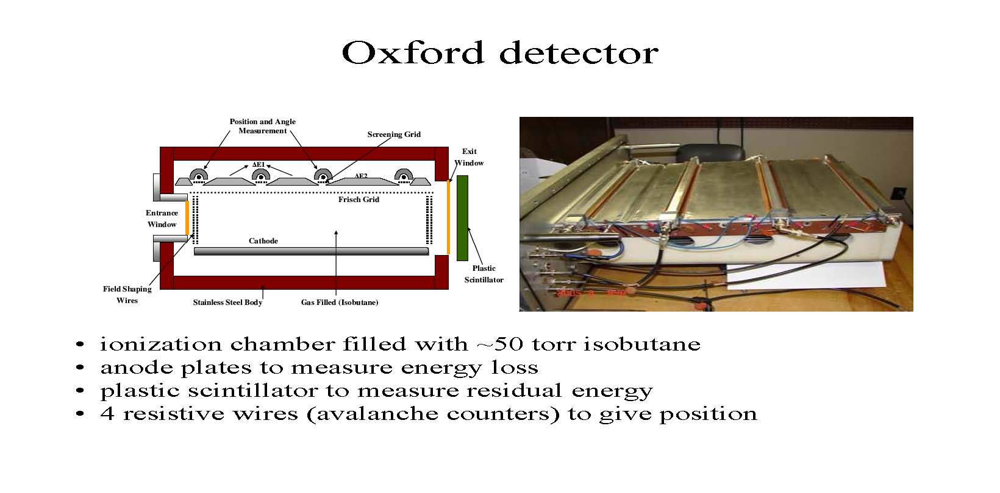 Oxford detector
Position and Angle
Measurement
Screening Grid
Exit
Window
ΔE1
ΔE2
Frisch Grid
Entrance
Window
Cathode
Plastic
Scintillator
Field Shaping
Wires
Stainless Steel Body
Gas Filled (Isobutane)
• ionization chamber filled with ~50 torr isobutane
• anode plates to measure energy loss
• plastic scintillator to measure residual energy
• 4 resistive wires (avalanche counters) to give position